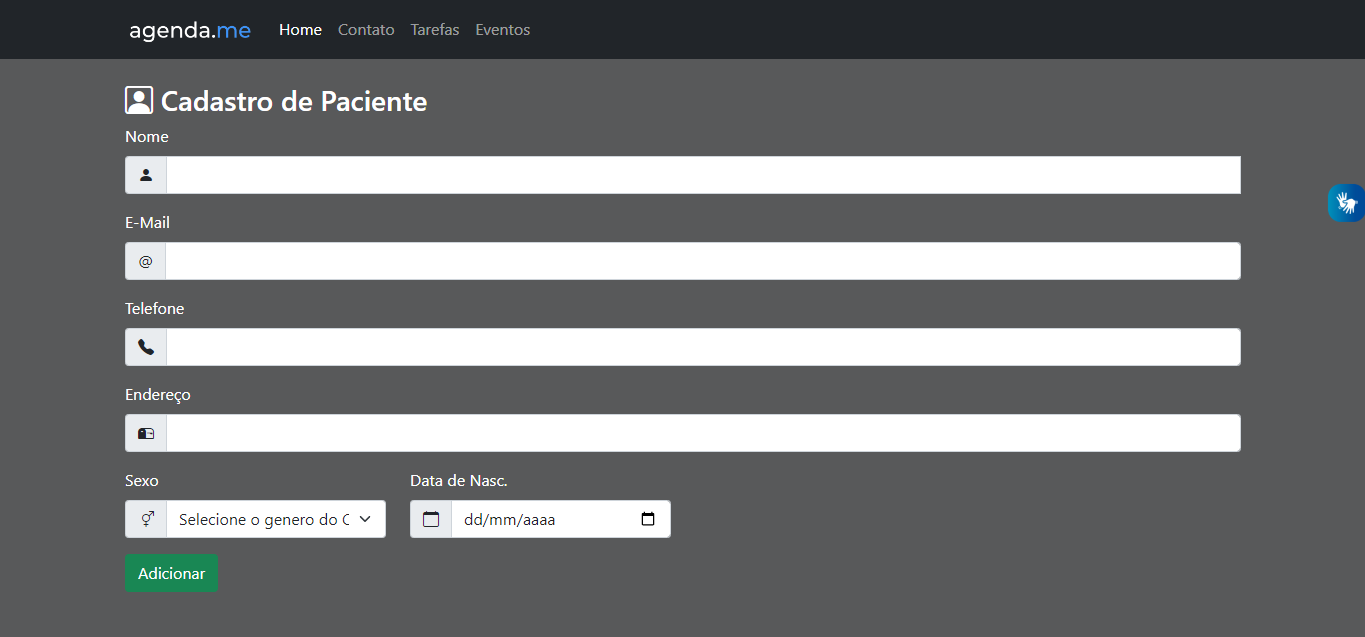 agenda.me Home Contato Tarefas Eventos
Cadastro de Paciente
Nome
E-Mail
@
Telefone
Endereço
Sexo Data de Nasc.
Selecione o genero do dd/mm/aaaa
Adicionar